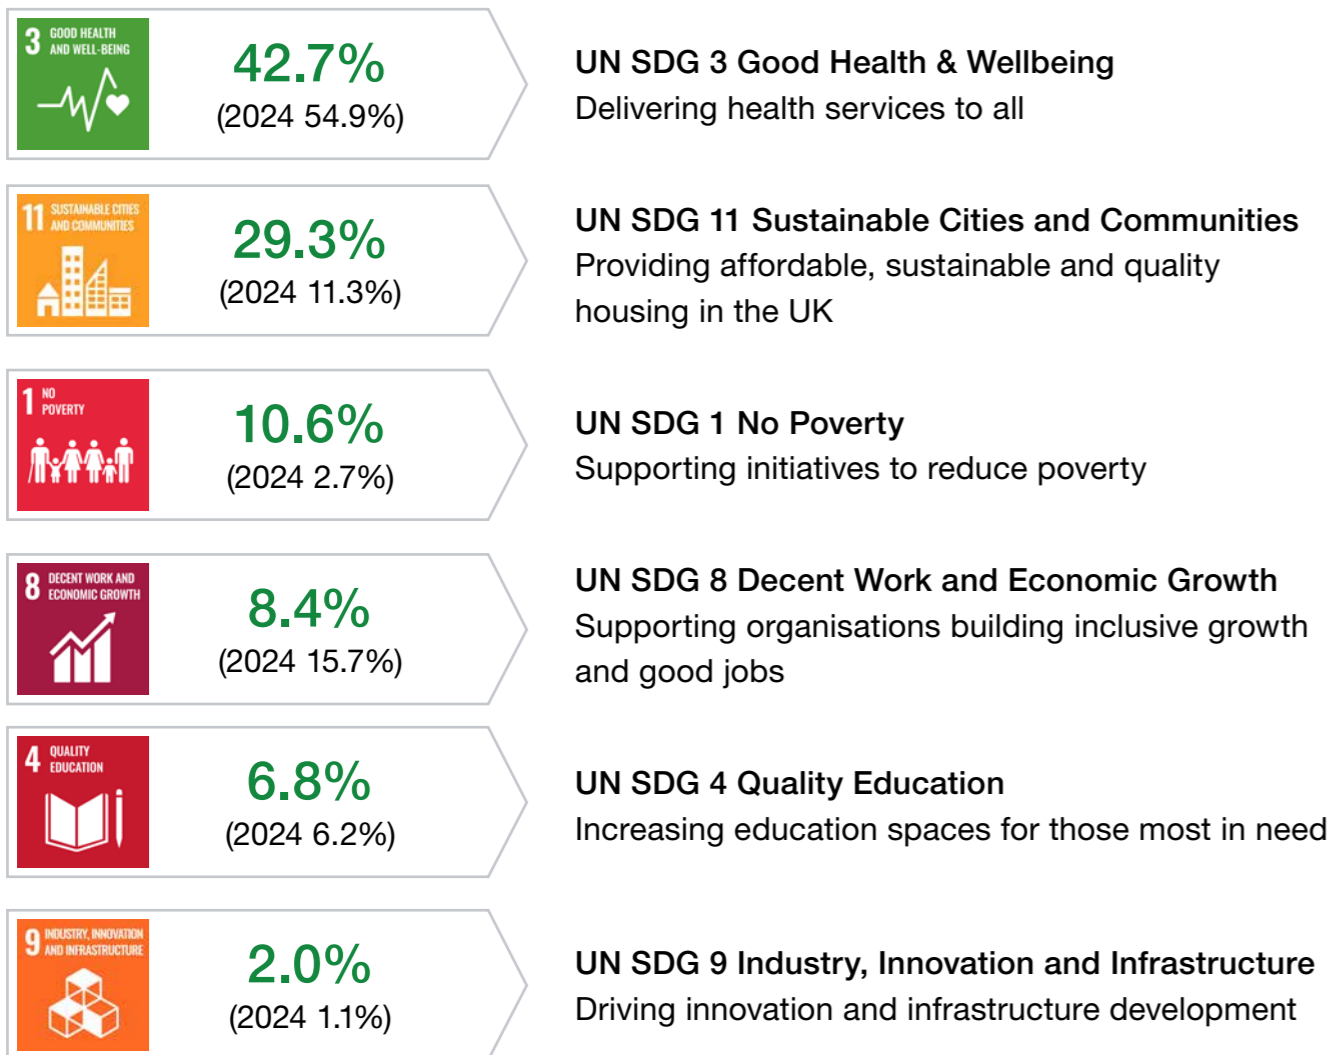 3 GOOD HEALTH
AND WELL-BEING
42.7%
(2024 54.9%)
UN SDG 3 Good Health & Wellbeing
Delivering health services to all
11 SUSTAINABLE CITIES
AND COMMUNITIES
29.3%
(2024 11.3%)
UN SDG 11 Sustainable Cities and Communities
Providing affordable, sustainable and quality
housing in the UK
1 NO
POVERTY
10.6%
(2024 2.7%)
UN SDG 1 No Poverty
Supporting initiatives to reduce poverty
8 DECENT WORK AND
ECONOMIC GROWTH
8.4%
(2024 15.7%)
UN SDG 8 Decent Work and Economic Growth
Supporting organisations building inclusive growth
and good jobs
4 QUALITY
EDUCATION
6.8%
(2024 6.2%)
UN SDG 4 Quality Education
Increasing education spaces for those most in need
9 INDUSTRY, INNOVATION
AND INFRASTRUCTURE
2.0%
(2024 1.1%)
UN SDG 9 Industry, Innovation and Infrastructure
Driving innovation and infrastructure development